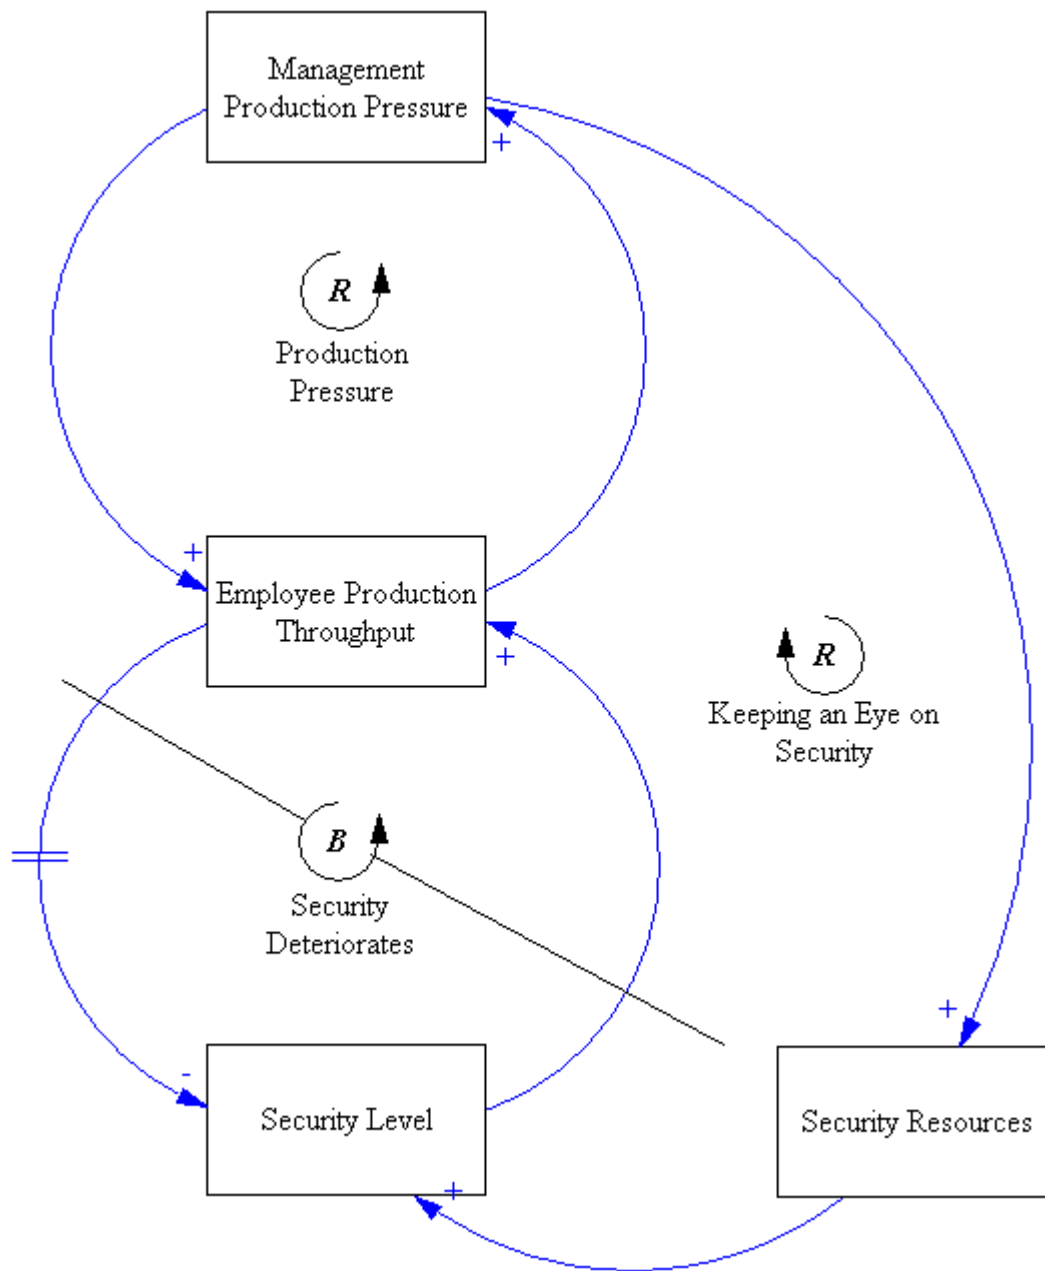 Management
Production Pressure
+
R
Production
Pressure
+
Employee Production
Throughput
+
R
Keeping an Eye on
Security
B
Security
Deteriorates
+
-
Security Level
Security Resources
+